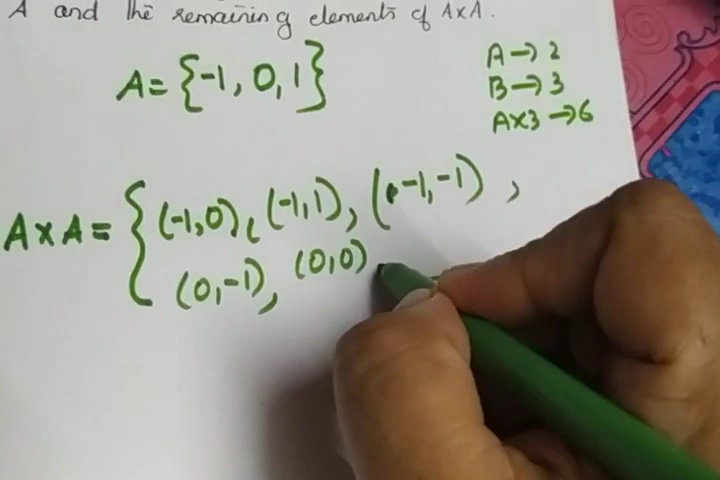 A and the remaining elements of AxA.
A = {-1, 0, 1}
A → 2
B → 3
A×3 → 6
A×A = { (-1,0), (-1,1), (-1,-1) ,
(0,-1), (0,0)